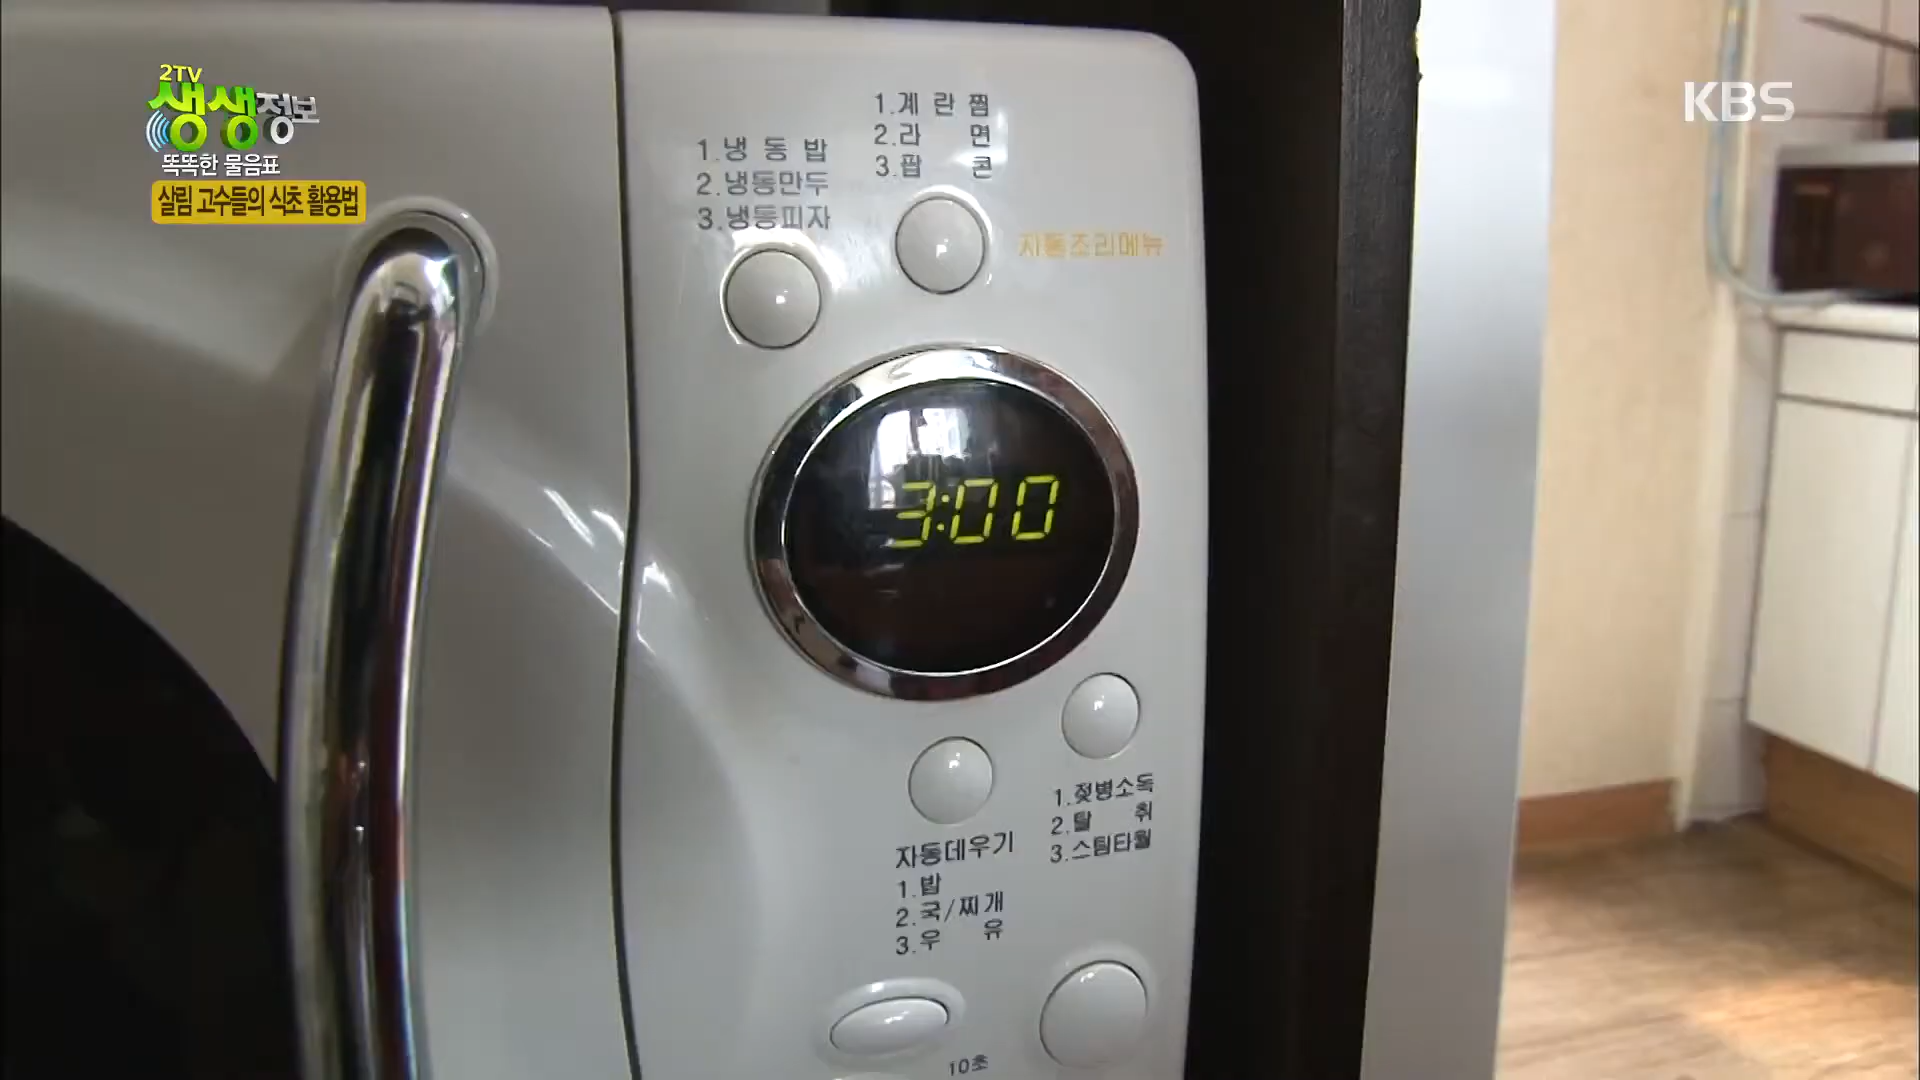 2TV
생생정보
똑똑한 물음표
살림 고수들의 식초 활용법
KBS
1.계란찜
2.라면
3.팝콘
1.냉동밥
2.냉동만두
3.냉동피자
자동조리메뉴
3:00
1.젖병소독
2.탈취
3.스팀타월
자동데우기
1.밥
2.국/찌개
3.우유
10초